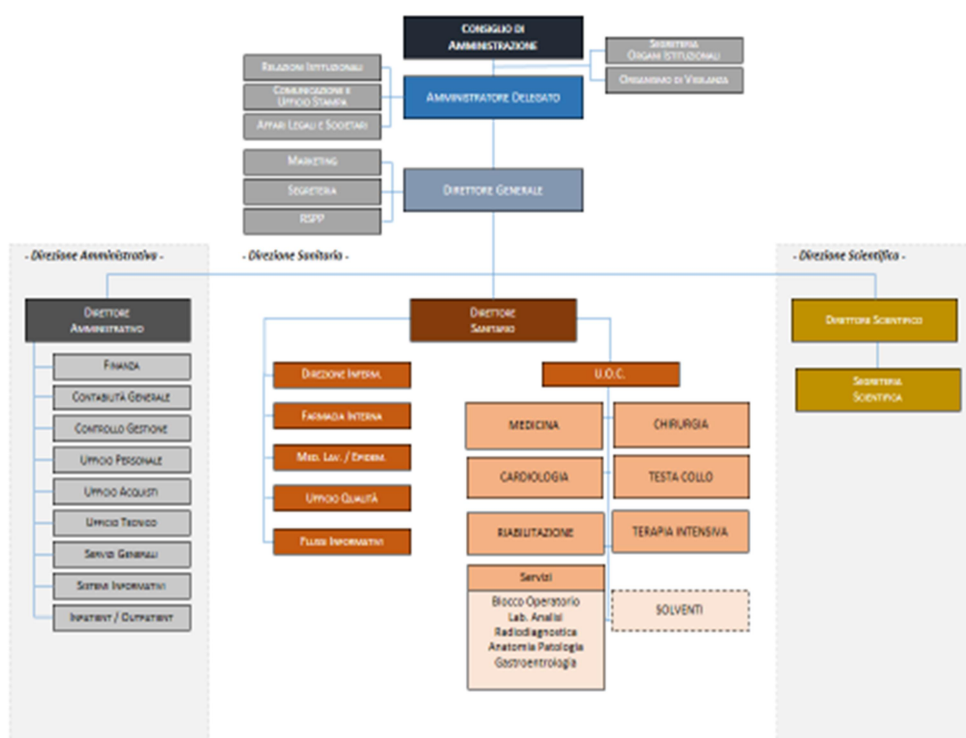 CONSIGLIO DI
AMMINISTRAZIONE
SEGRETERIA
ORGANI ISTITUZIONALI
ORGANISMO DI VIGILANZA
RELAZIONI ISTITUZIONALI
COMUNICAZIONE E
UFFICIO STAMPA
AFFARI LEGALI E SOCIETARI
AMMINISTRATORE DELEGATO
MARKETING
SEGRETERIA
RSPP
DIRETTORE GENERALE
- Direzione Amministrativa -
- Direzione Sanitaria -
- Direzione Scientifica -
DIRETTORE
AMMINISTRATIVO
FINANZA
CONTABILITÀ GENERALE
CONTROLLO GESTIONE
UFFICIO PERSONALE
UFFICIO ACQUISTI
UFFICIO TECNICO
SERVIZI GENERALI
SISTEMI INFORMATIVI
INPATIENT / OUTPATIENT
DIRETTORE
SANITARIO
DIREZIONE INFERM.
FARMACIA INTERNA
MED. LAV. / EPIDEM.
UFFICIO QUALITÀ
FLUSSI INFORMATIVI
U.O.C.
MEDICINA
CHIRURGIA
CARDIOLOGIA
TESTA COLLO
RIABILITAZIONE
TERAPIA INTENSIVA
Servizi
Blocco Operatorio
Lab. Analisi
Radiodiagnostica
Anatomia Patologia
Gastroentrologia
SOLVENTI
DIRETTORE SCIENTIFICO
SEGRETERIA
SCIENTIFICA